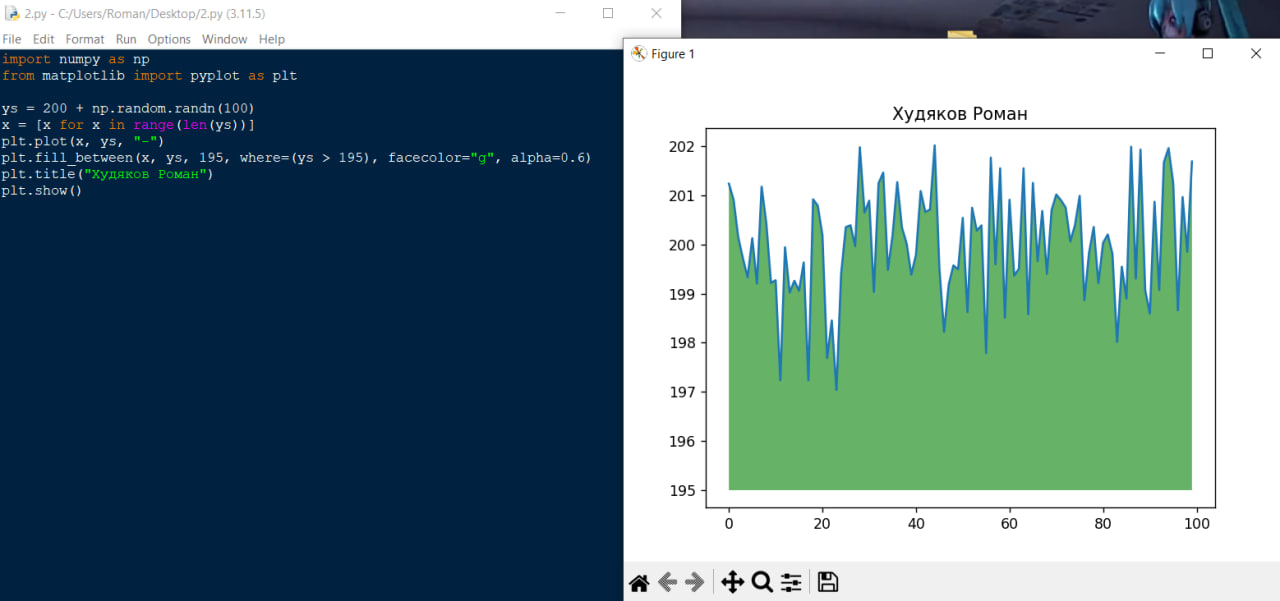 2.py - C:/Users/Roman/Desktop/2.py (3.11.5)
File Edit Format Run Options Window Help
import numpy as np
from matplotlib import pyplot as plt
ys = 200 + np.random.randn(100)
x = [x for x in range(len(ys))]
plt.plot(x, ys, "-")
plt.fill_between(x, ys, 195, where=(ys > 195), facecolor="g", alpha=0.6)
plt.title("Худяков Роман")
plt.show()
Figure 1
Худяков Роман
202
201
200
199
198
197
196
195
0 20 40 60 80 100